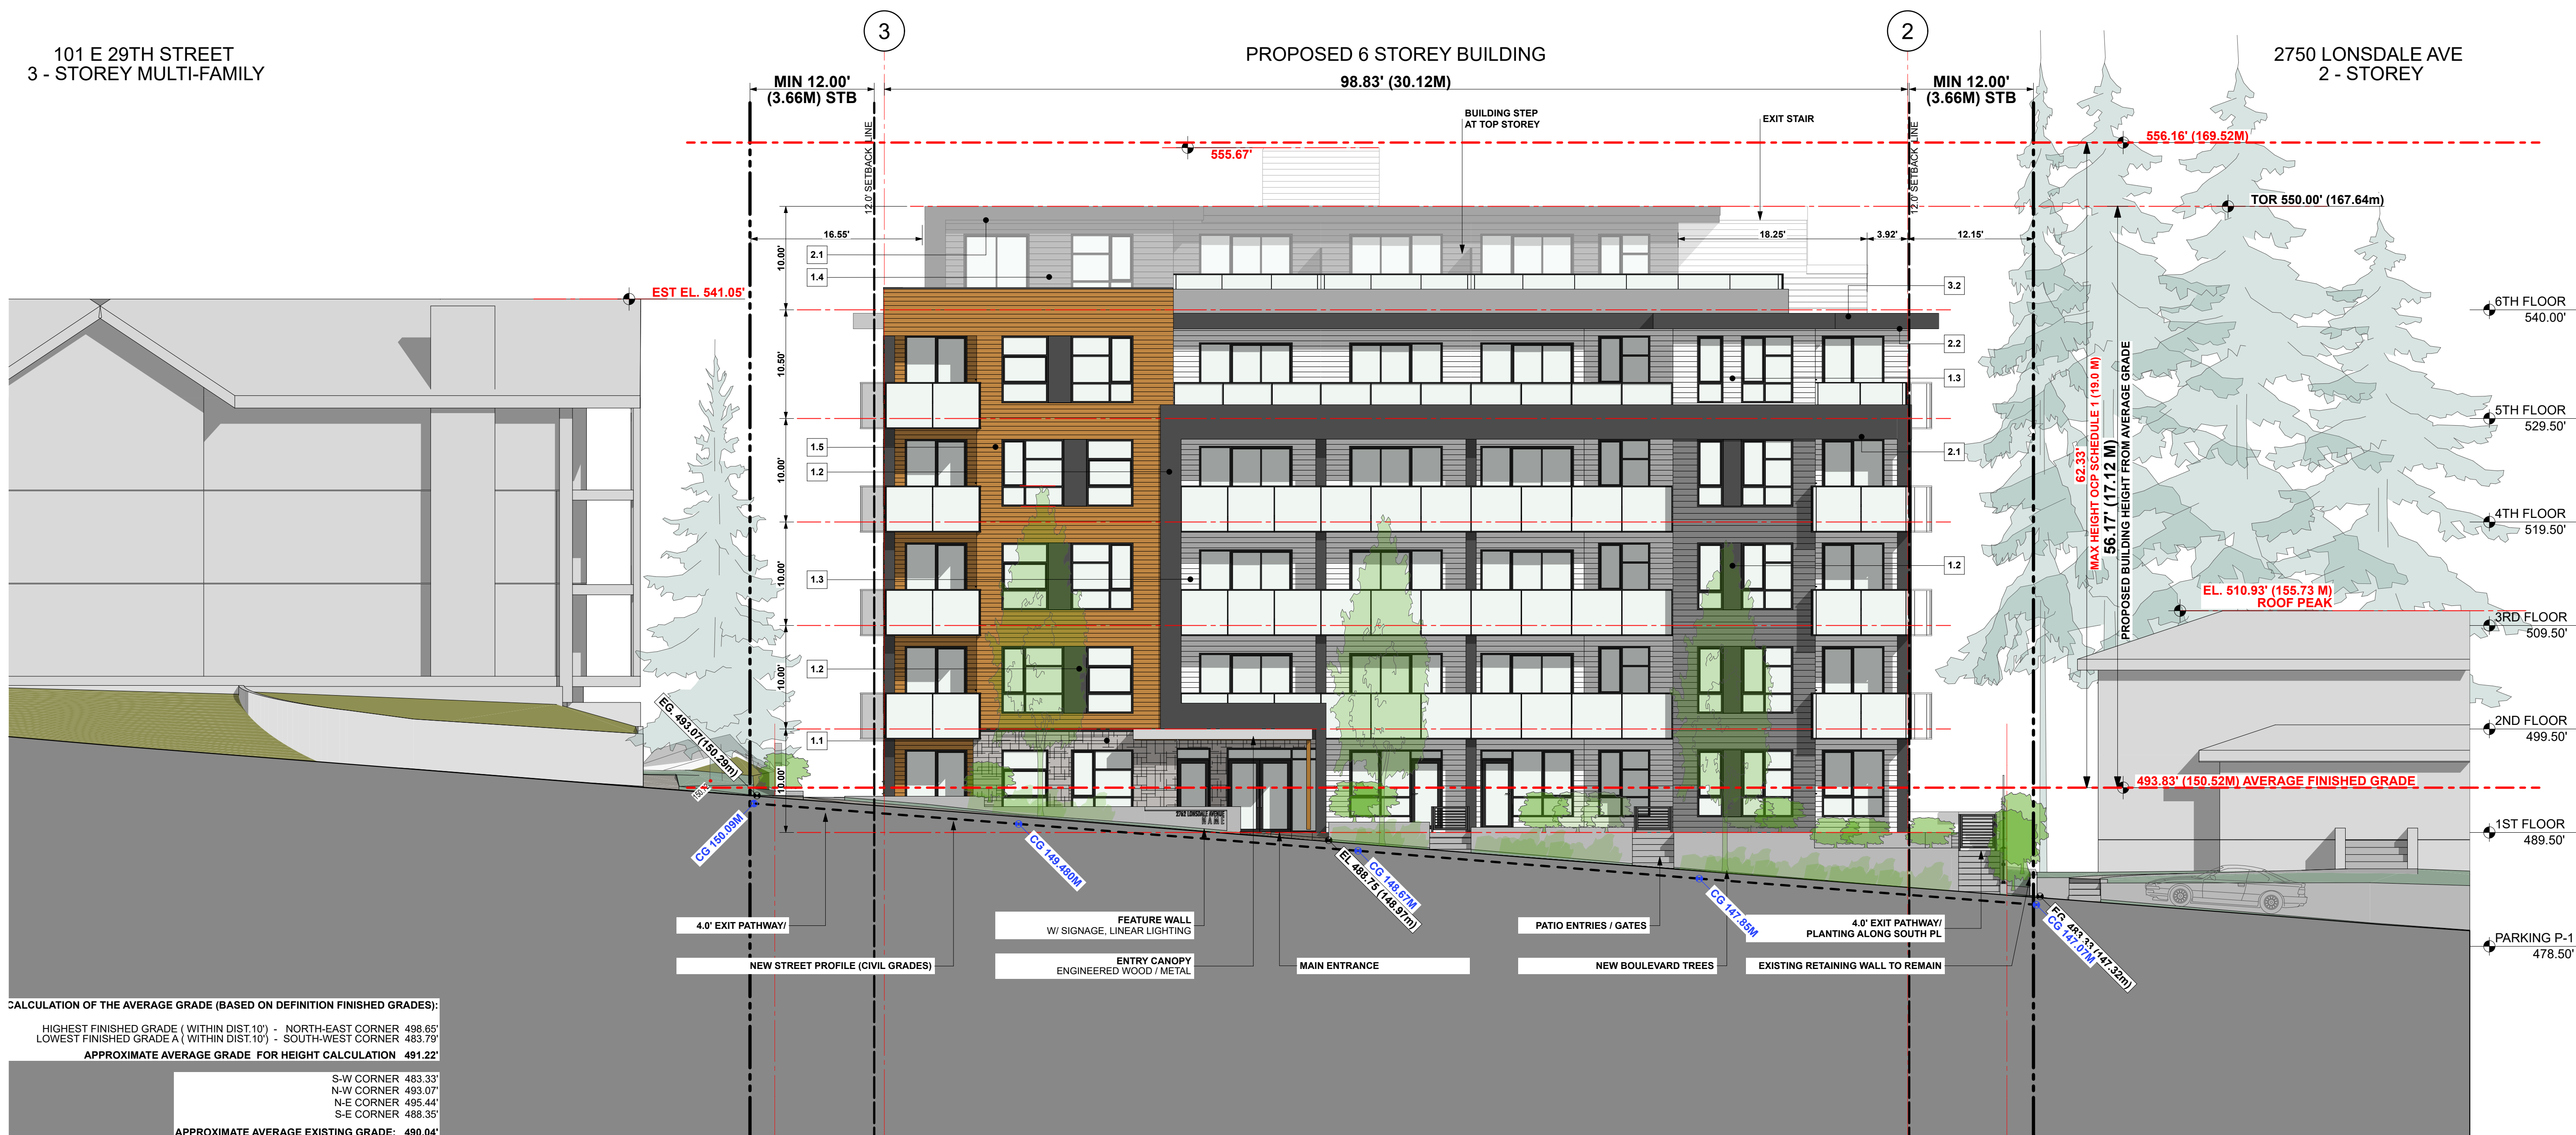 101 E 29TH STREET
3 - STOREY MULTI-FAMILY
3
PROPOSED 6 STOREY BUILDING
2
2750 LONSDALE AVE
2 - STOREY
MIN 12.00'
(3.66M) STB
98.83' (30.12M)
MIN 12.00'
(3.66M) STB
12.0' SETBACK LINE
BUILDING STEP
AT TOP STOREY
EXIT STAIR
12.0' SETBACK LINE
555.67'
556.16' (169.52M)
TOR 550.00' (167.64m)
16.55'
18.25'
3.92'
12.15'
10.00'
2.1
1.4
EST EL. 541.05'
3.2
6TH FLOOR
540.00'
2.2
10.50'
1.3
5TH FLOOR
529.50'
1.5
1.2
2.1
10.00'
62.33'
MAX HEIGHT OCP SCHEDULE 1 (19.0 M)
56.17' (17.12 M)
PROPOSED BUILDING HEIGHT FROM AVERAGE GRADE
4TH FLOOR
519.50'
10.00'
1.3
1.2
EL. 510.93' (155.73 M)
ROOF PEAK
3RD FLOOR
509.50'
10.00'
1.2
2ND FLOOR
499.50'
EG. 493.07(150.29m)
1.1
10.00'
493.83' (150.52M) AVERAGE FINISHED GRADE
CG 150.09M
2762 LONSDALE AVENUE
NAME
1ST FLOOR
489.50'
CG 149.480M
CG 148.67M
EL 488.75 (148.97m)
CG 147.85M
EG. 483.33 (147.32m)
CG 147.07M
4.0' EXIT PATHWAY/
FEATURE WALL
W/ SIGNAGE, LINEAR LIGHTING
PATIO ENTRIES / GATES
4.0' EXIT PATHWAY/
PLANTING ALONG SOUTH PL
PARKING P-1
478.50'
NEW STREET PROFILE (CIVIL GRADES)
ENTRY CANOPY
ENGINEERED WOOD / METAL
MAIN ENTRANCE
NEW BOULEVARD TREES
EXISTING RETAINING WALL TO REMAIN
CALCULATION OF THE AVERAGE GRADE (BASED ON DEFINITION FINISHED GRADES):
HIGHEST FINISHED GRADE ( WITHIN DIST.10') - NORTH-EAST CORNER 498.65'
LOWEST FINISHED GRADE A ( WITHIN DIST.10') - SOUTH-WEST CORNER 483.79'
APPROXIMATE AVERAGE GRADE FOR HEIGHT CALCULATION 491.22'
S-W CORNER 483.33'
N-W CORNER 493.07'
N-E CORNER 495.44'
S-E CORNER 488.35'
APPROXIMATE AVERAGE EXISTING GRADE: 490.04'